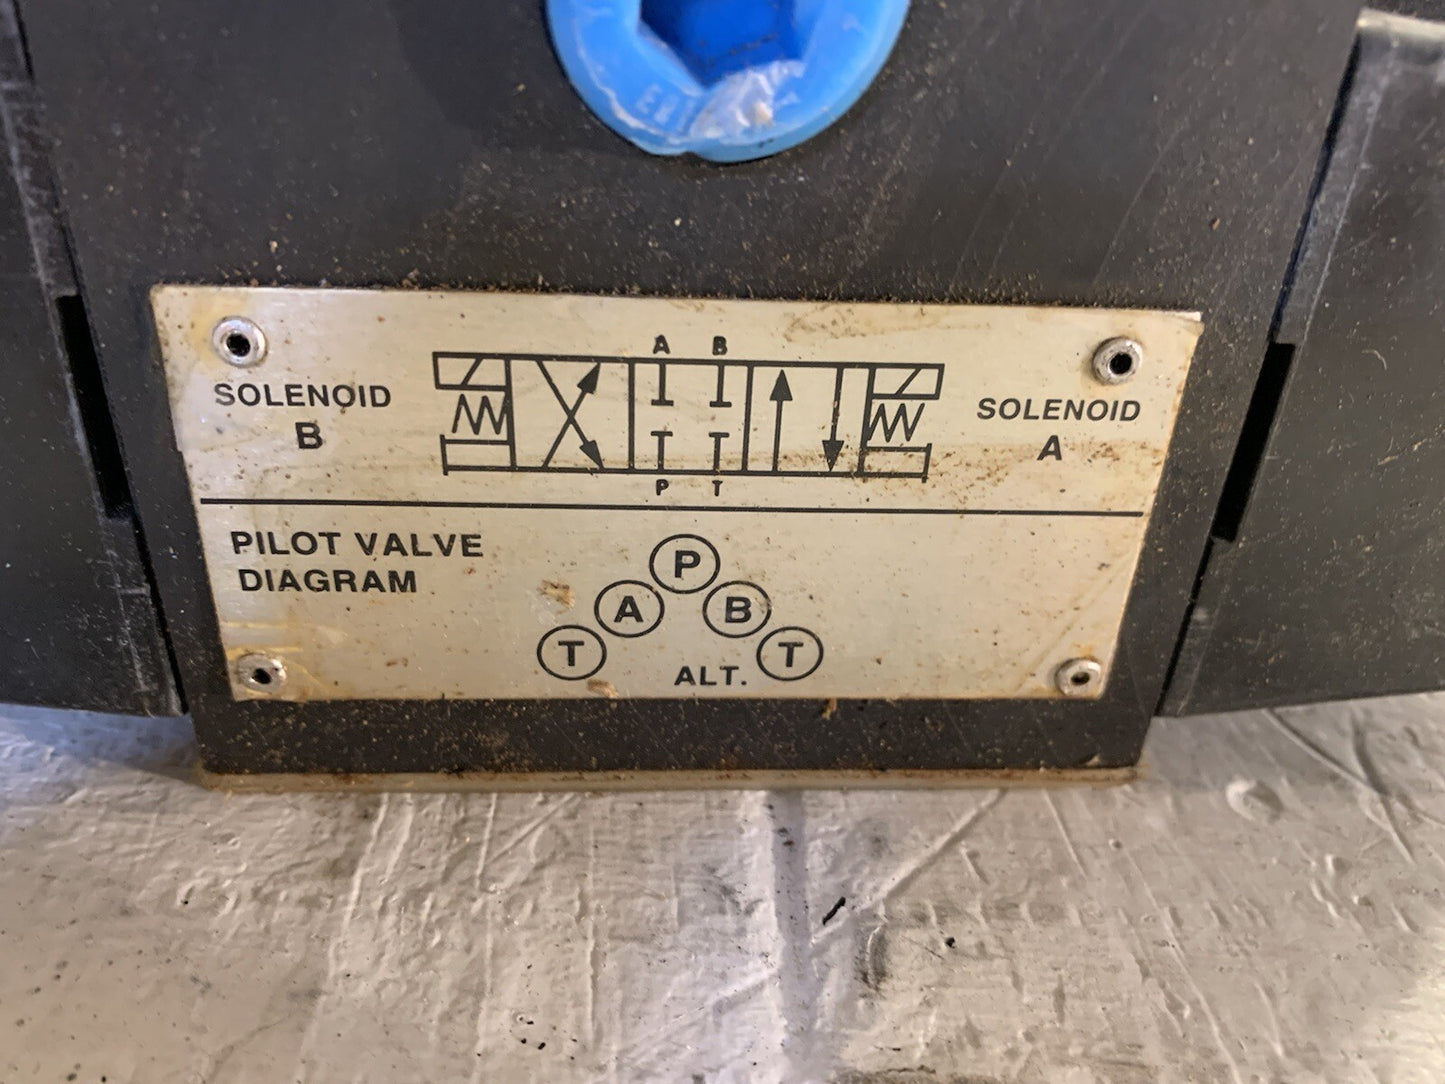 A B
SOLENOID
B
SOLENOID
A
P T
PILOT VALVE
DIAGRAM
P
A B
T ALT. T